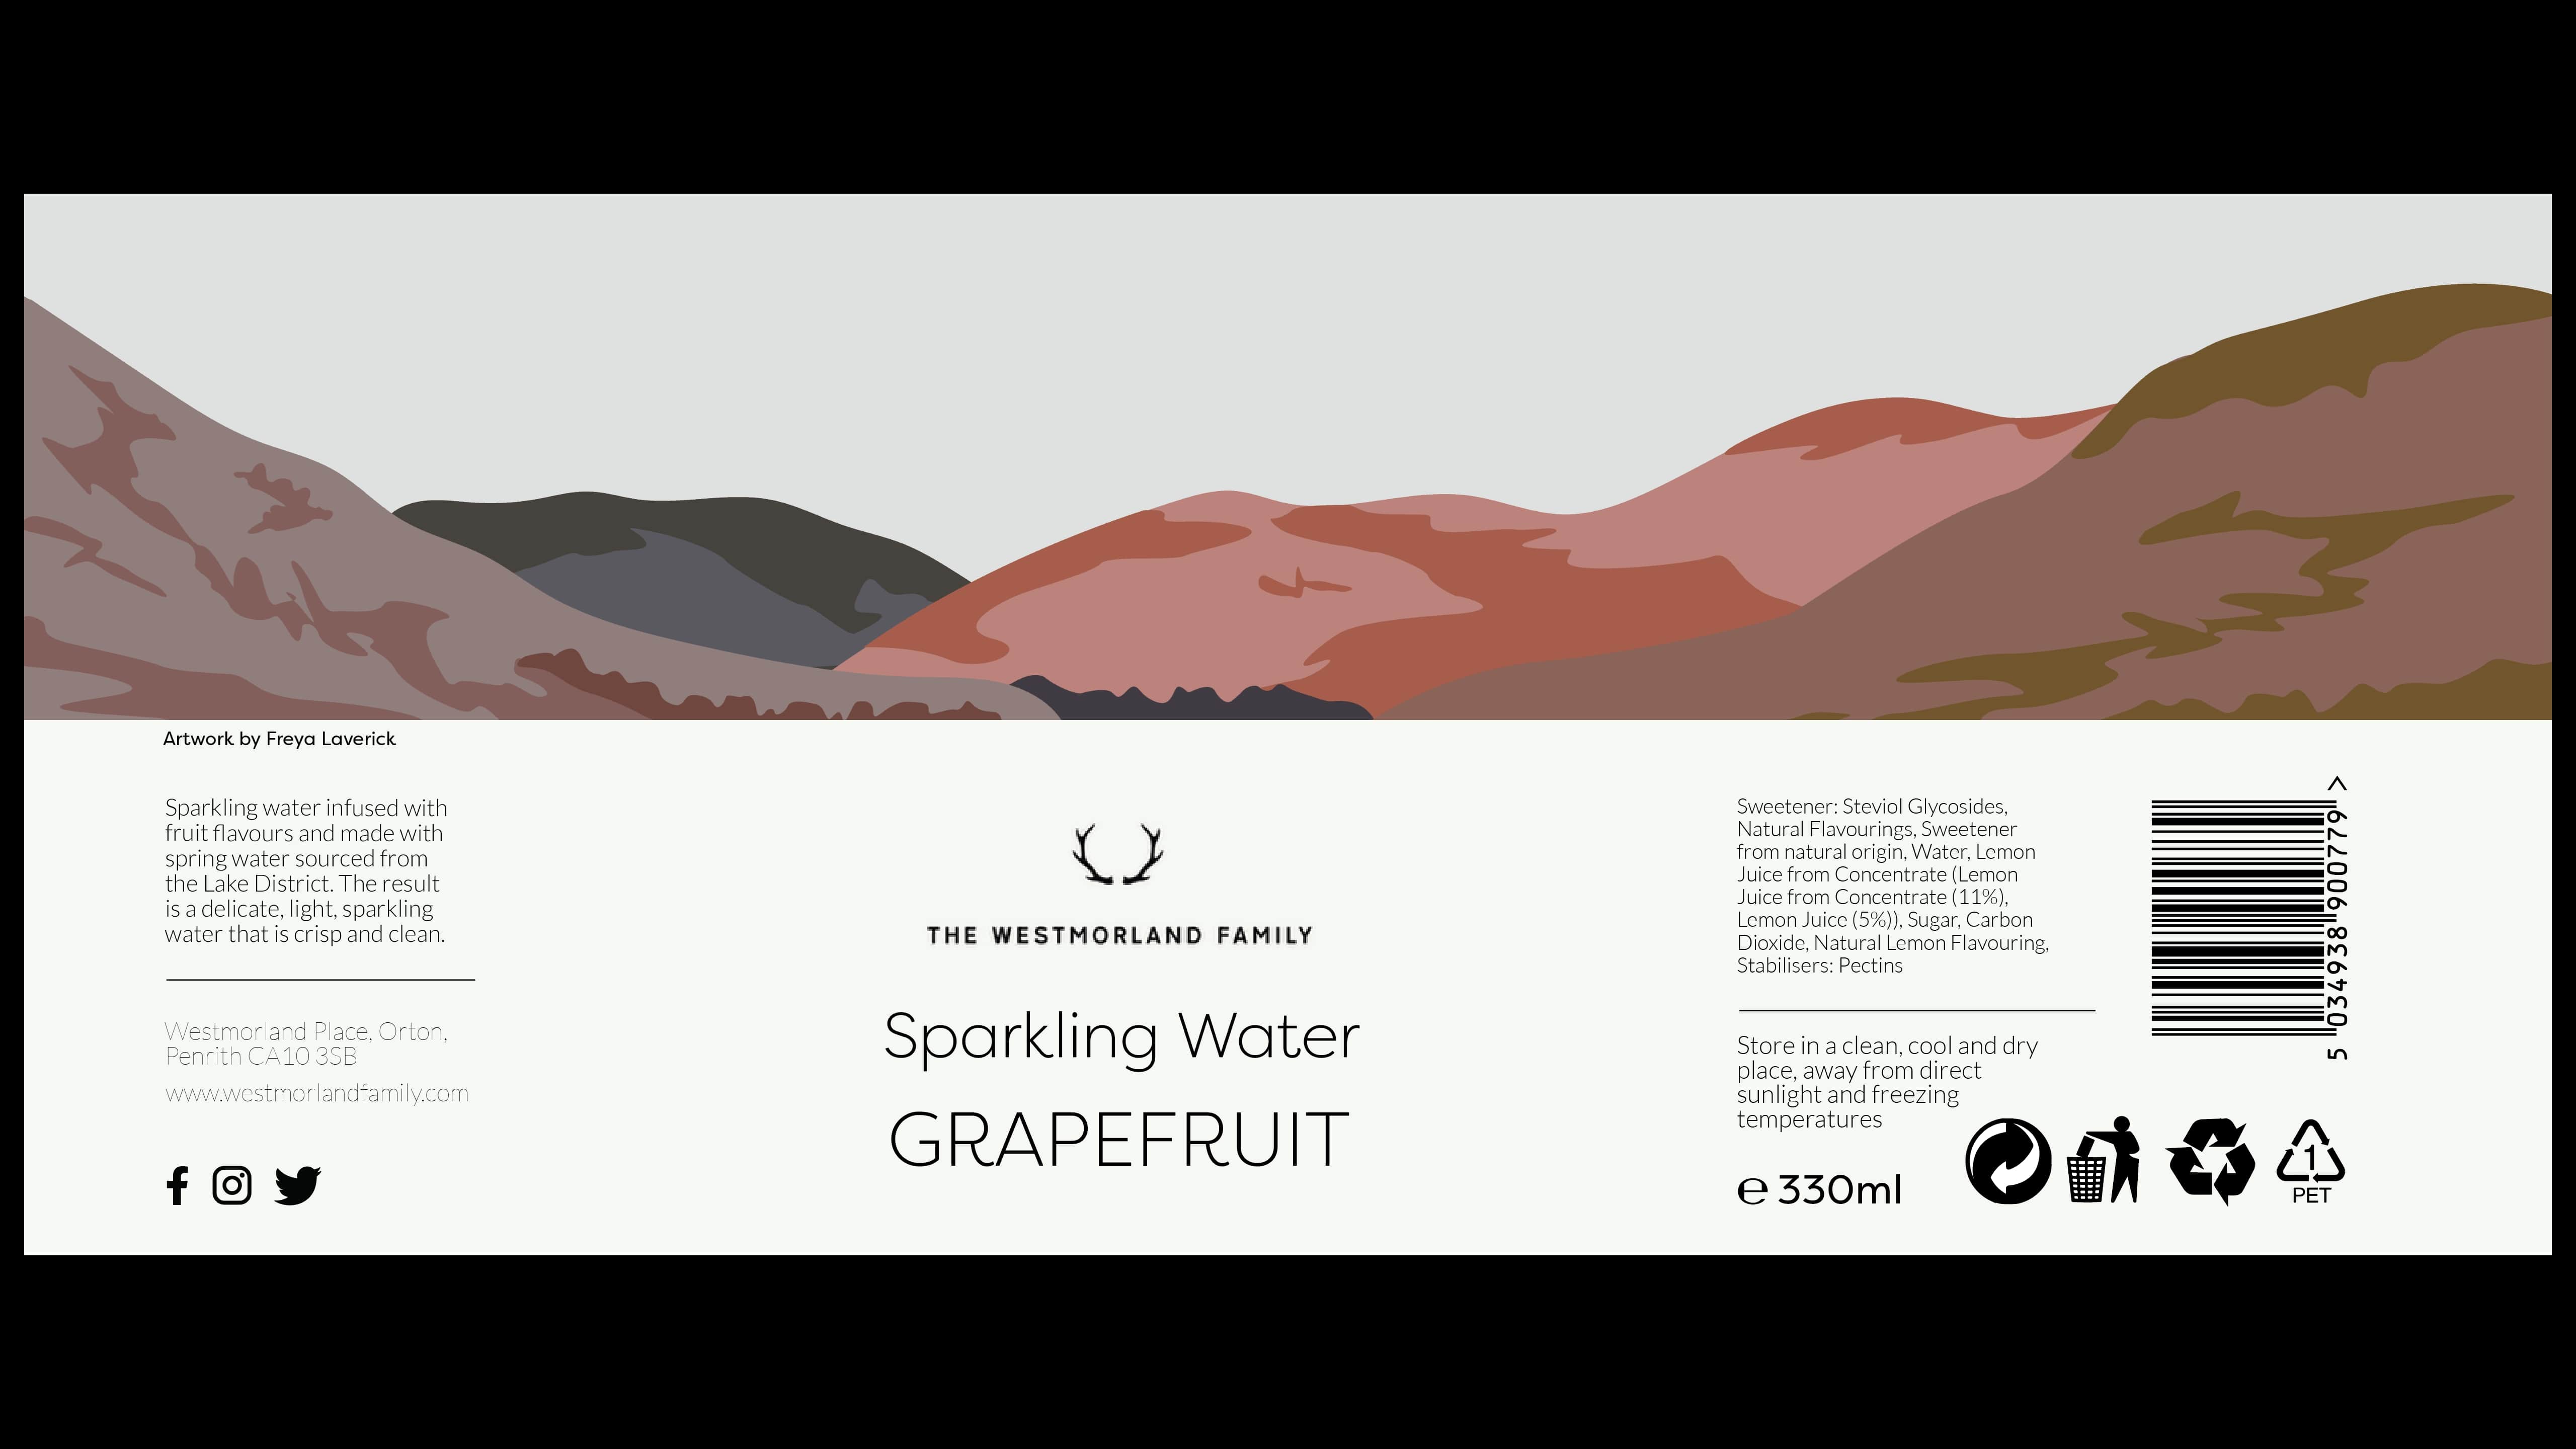 Artwork by Freya Laverick
Sparkling water infused with
fruit flavours and made with
spring water sourced from
the Lake District. The result
is a delicate, light, sparkling
water that is crisp and clean.
Westmorland Place, Orton,
Penrith CA10 3SB
www.westmorlandfamily.com
THE WESTMORLAND FAMILY
Sparkling Water
GRAPEFRUIT
Sweetener: Steviol Glycosides,
Natural Flavourings, Sweetener
from natural origin, Water, Lemon
Juice from Concentrate (Lemon
Juice from Concentrate (11%),
Lemon Juice (5%)), Sugar, Carbon
Dioxide, Natural Lemon Flavouring,
Stabilisers: Pectins
Store in a clean, cool and dry
place, away from direct
sunlight and freezing
temperatures
℮ 330ml
5 034938 900779 >
1
PET